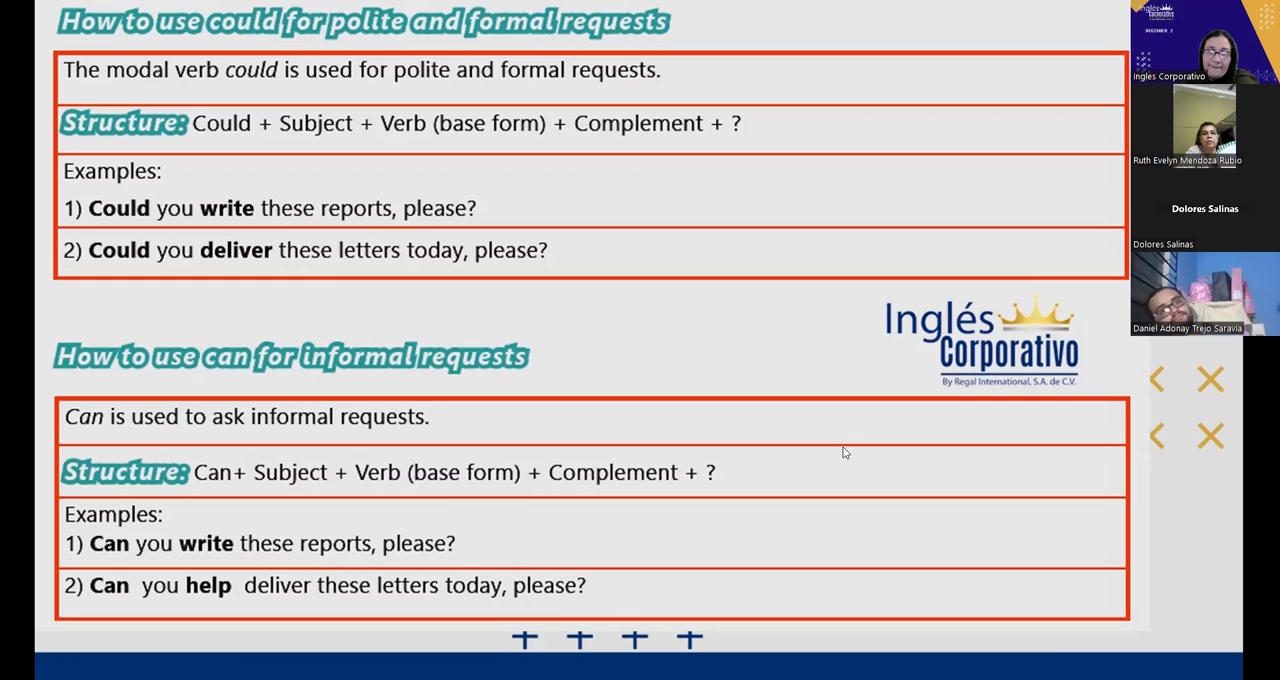 How to use could for polite and formal requests
The modal verb could is used for polite and formal requests.
Structure: Could + Subject + Verb (base form) + Complement + ?
Examples:
1) Could you write these reports, please?
2) Could you deliver these letters today, please?
Inglés
Corporativo
By Regal International, S.A. de C.V.
How to use can for informal requests
Can is used to ask informal requests.
Structure: Can+ Subject + Verb (base form) + Complement + ?
Examples:
1) Can you write these reports, please?
2) Can you help deliver these letters today, please?
Inglés
Corporativo
BEGINNER 2
Ingles Corporativo
Ruth Evelyn Mendoza Rubio
Dolores Salinas
Dolores Salinas
Daniel Adonay Trejo Saravia